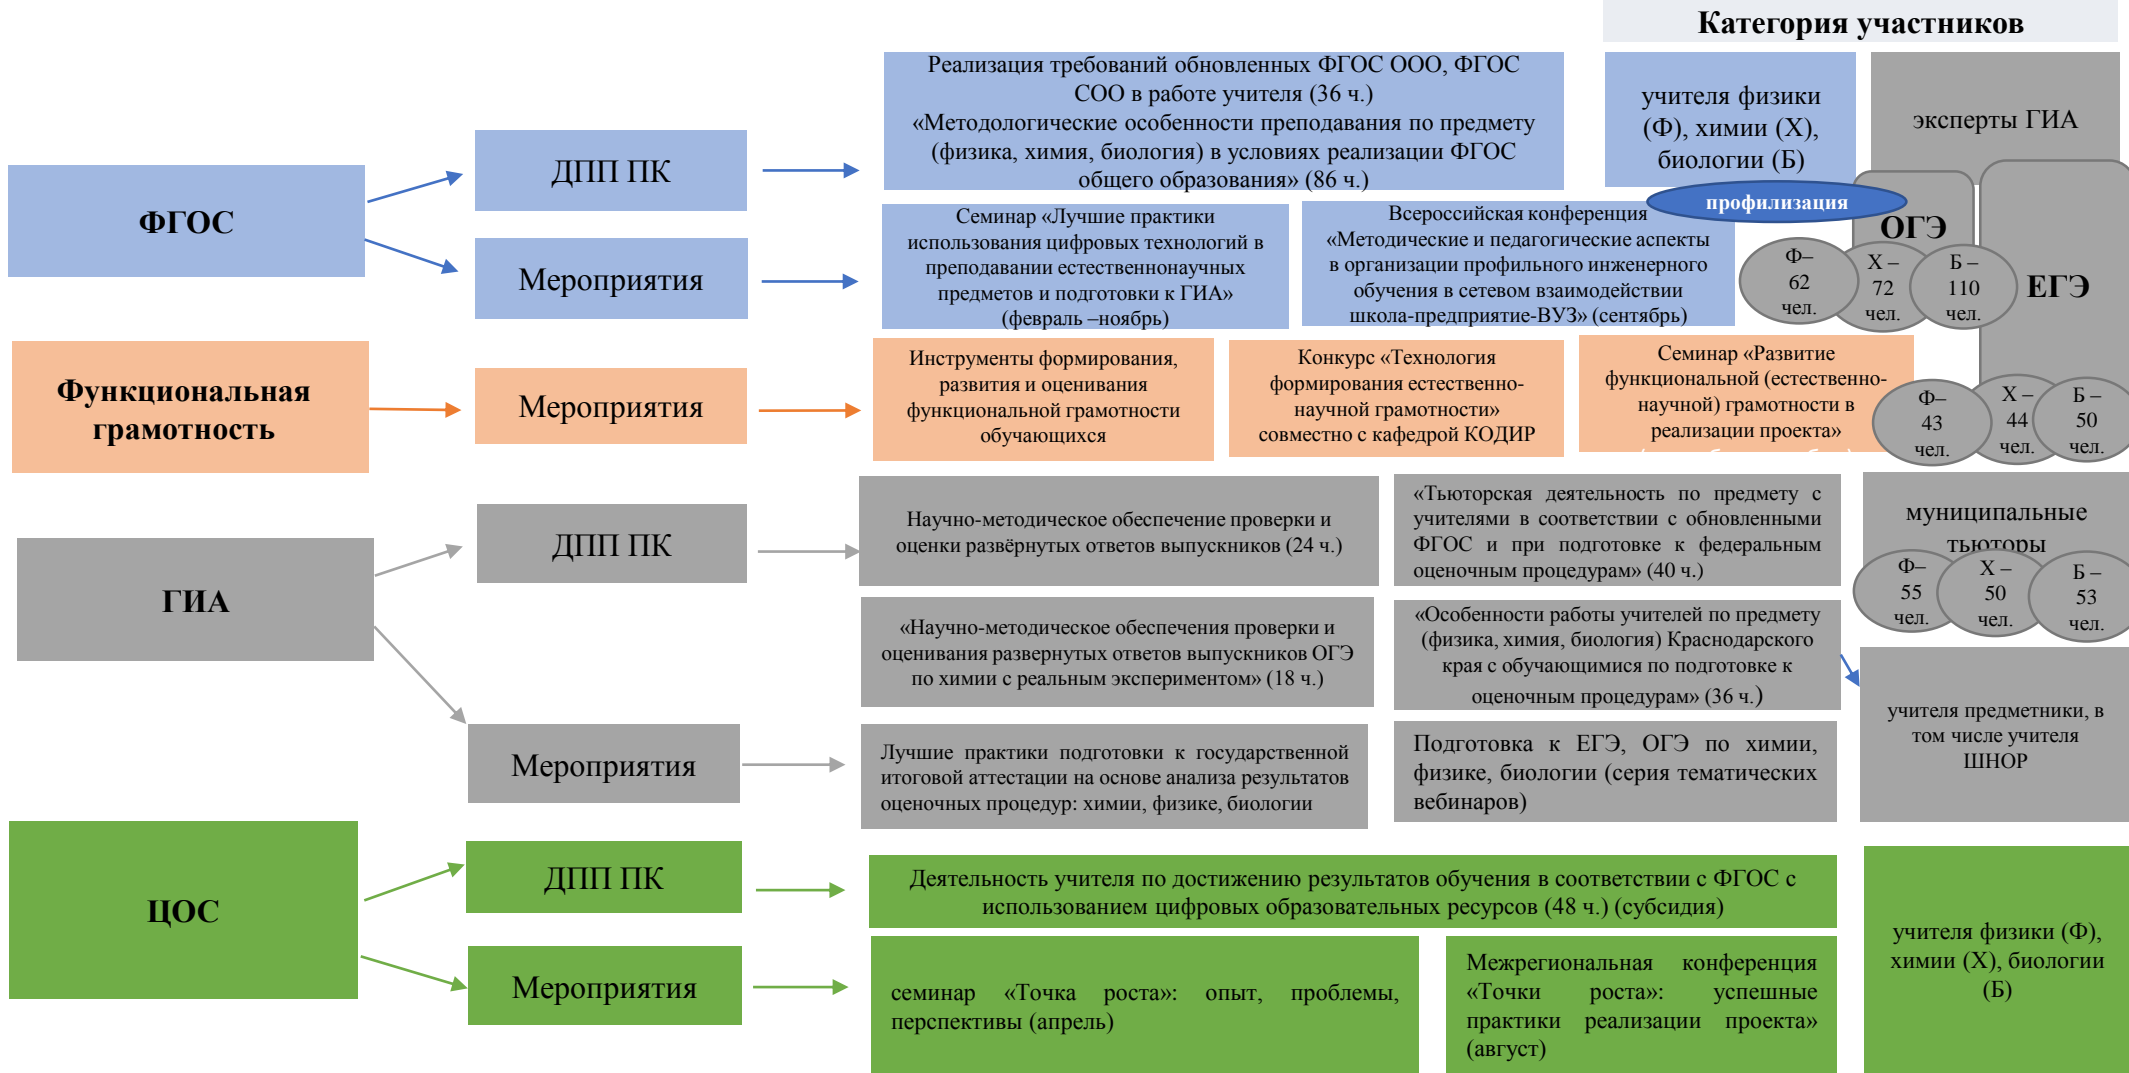 Категория участников
Реализация требований обновленных ФГОС ООО, ФГОС
СОО в работе учителя (36 ч.)
«Методологические особенности преподавания по предмету
(физика, химия, биология) в условиях реализации ФГОС
общего образования» (86 ч.)
учителя физики
(Ф), химии (Х),
биологии (Б)
эксперты ГИА
ДПП ПК
ФГОС
профилизация
Мероприятия
Семинар «Лучшие практики
использования цифровых технологий в
преподавании естественнонаучных
предметов и подготовки к ГИА»
(февраль –ноябрь)
Всероссийская конференция
«Методические и педагогические аспекты
в организации профильного инженерного
обучения в сетевом взаимодействии
школа-предприятие-ВУЗ» (сентябрь)
ОГЭ
Ф–
62
чел.
Х –
72
чел.
Б –
110
чел.
ЕГЭ
Функциональная
грамотность
Мероприятия
Инструменты формирования,
развития и оценивания
функциональной грамотности
обучающихся
Конкурс «Технология
формирования естественно-
научной грамотности»
совместно с кафедрой КОДИР
Семинар «Развитие
функциональной (естественно-
научной) грамотности в
реализации проекта»
Ф–
43
чел.
Х –
44
чел.
Б –
50
чел.
ГИА
ДПП ПК
Научно-методическое обеспечение проверки и
оценки развёрнутых ответов выпускников (24 ч.)
«Тьюторская деятельность по предмету с
учителями в соответствии с обновленными
ФГОС и при подготовке к федеральным
оценочным процедурам» (40 ч.)
муниципальные
тьюторы
Ф–
55
чел.
Х –
50
чел.
Б –
53
чел.
«Научно-методическое обеспечения проверки и
оценивания развернутых ответов выпускников ОГЭ
по химии с реальным экспериментом» (18 ч.)
«Особенности работы учителей по предмету
(физика, химия, биология) Краснодарского
края с обучающимися по подготовке к
оценочным процедурам» (36 ч.)
учителя предметники, в
том числе учителя
ШНОР
Мероприятия
Лучшие практики подготовки к государственной
итоговой аттестации на основе анализа результатов
оценочных процедур: химии, физике, биологии
Подготовка к ЕГЭ, ОГЭ по химии,
физике, биологии (серия тематических
вебинаров)
ЦОС
ДПП ПК
Деятельность учителя по достижению результатов обучения в соответствии с ФГОС с
использованием цифровых образовательных ресурсов (48 ч.) (субсидия)
учителя физики (Ф),
химии (Х), биологии
(Б)
Мероприятия
семинар «Точка роста»: опыт, проблемы,
перспективы (апрель)
Межрегиональная конференция
«Точки роста»: успешные
практики реализации проекта»
(август)